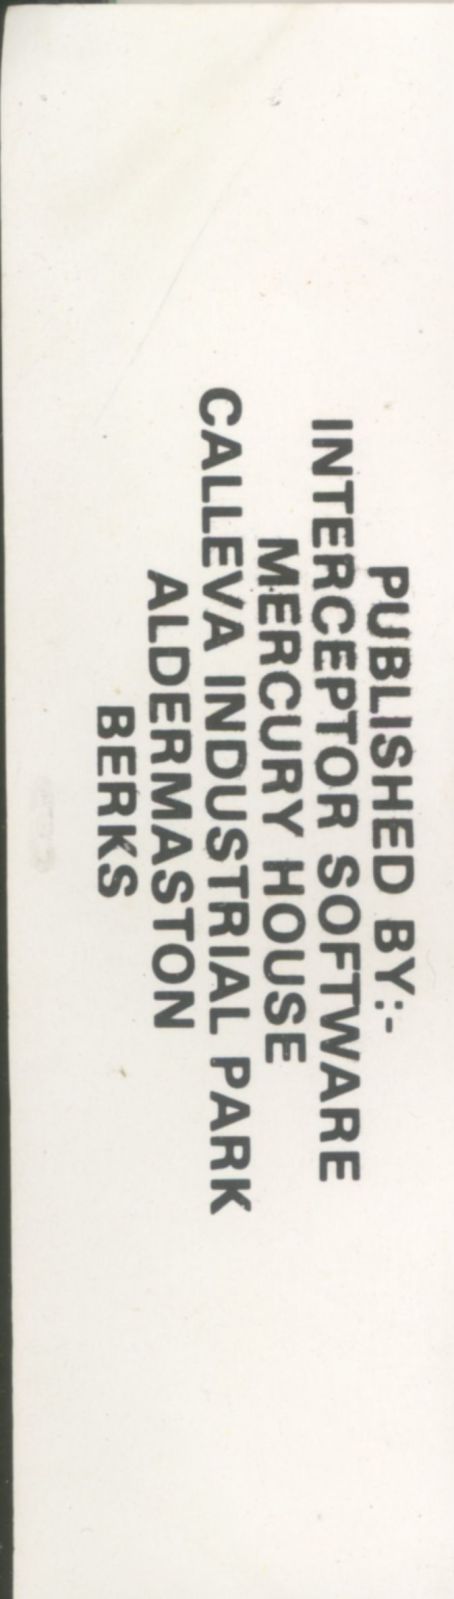 PUBLISHED BY:-
INTERCEPTOR SOFTWARE
MERCURY HOUSE
CALLEVA INDUSTRIAL PARK
ALDERMASTON
BERKS